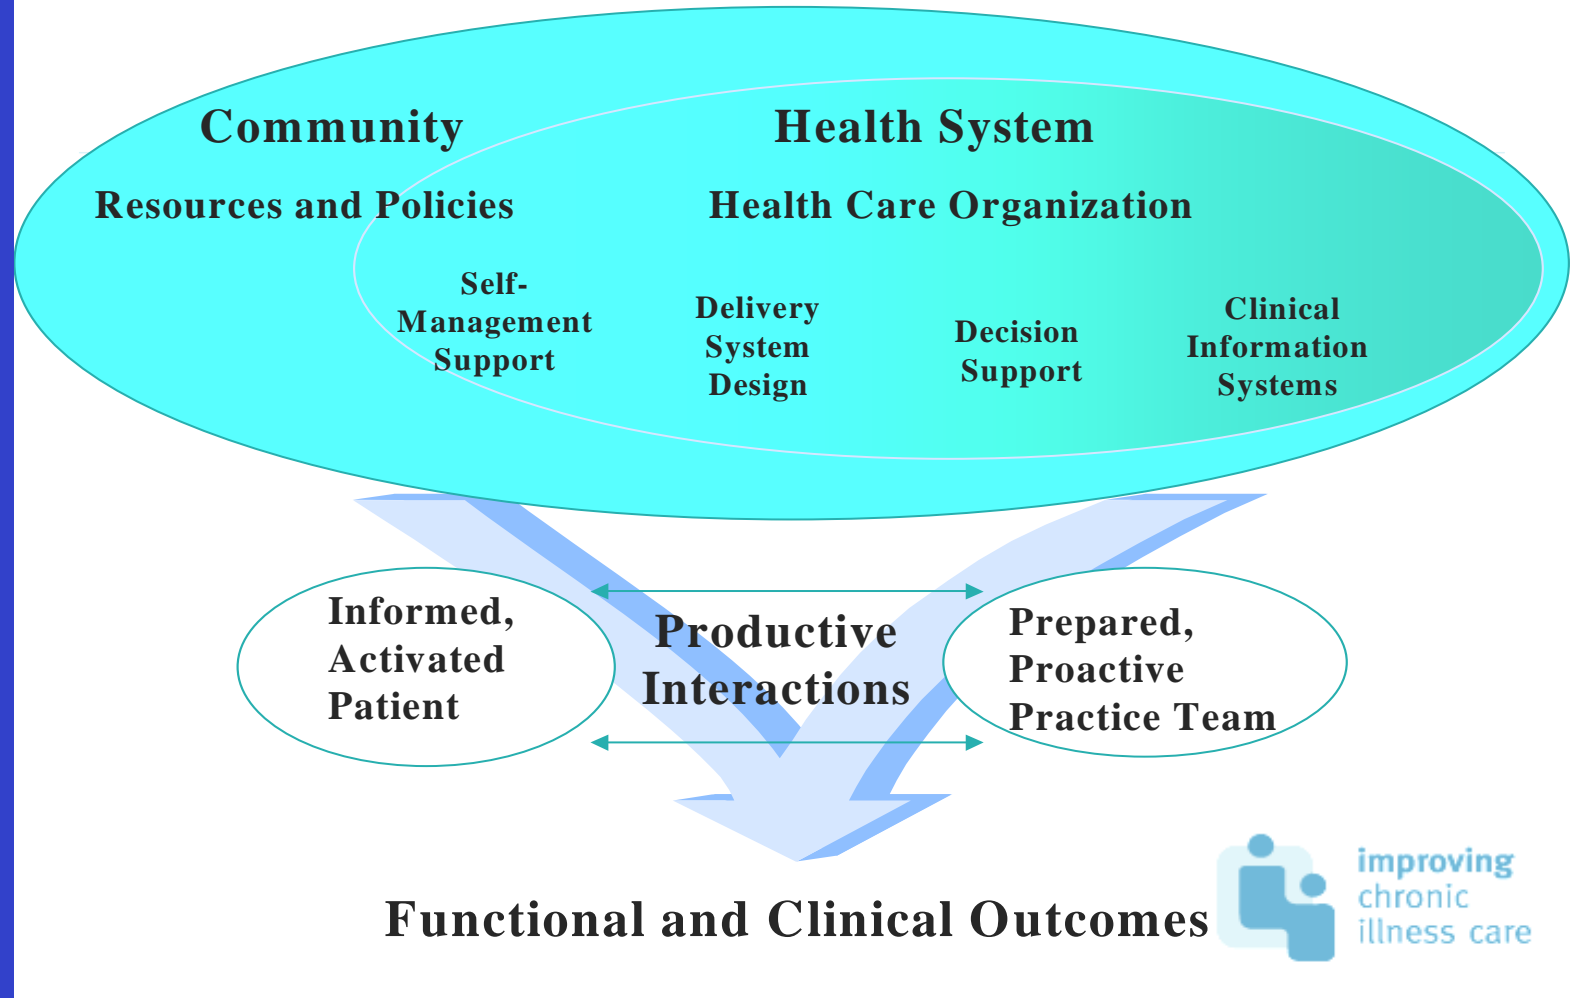 Community
Health System
Resources and Policies
Health Care Organization
Self-
Management
Support
Delivery
System
Design
Decision
Support
Clinical
Information
Systems
Informed,
Activated
Patient
Productive
Interactions
Prepared,
Proactive
Practice Team
Functional and Clinical Outcomes
improving
chronic
illness care